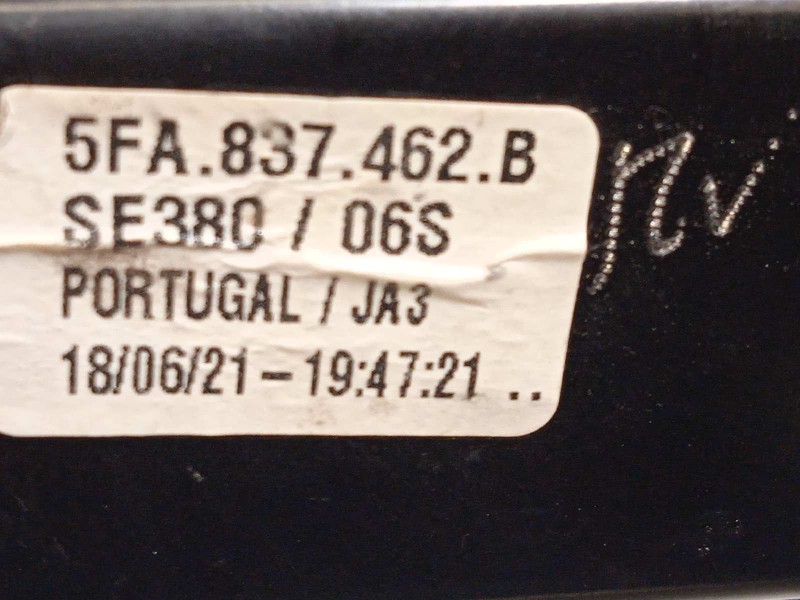 5FA.837.462.B
SE380 / 06S
PORTUGAL / JA3
18/06/21-19:47:21 ..